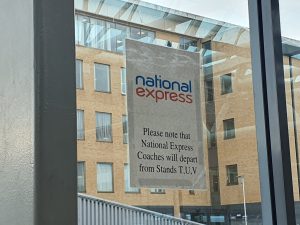 national
express
Please note that
National Express
Coaches will depart
from Stands T,U,V